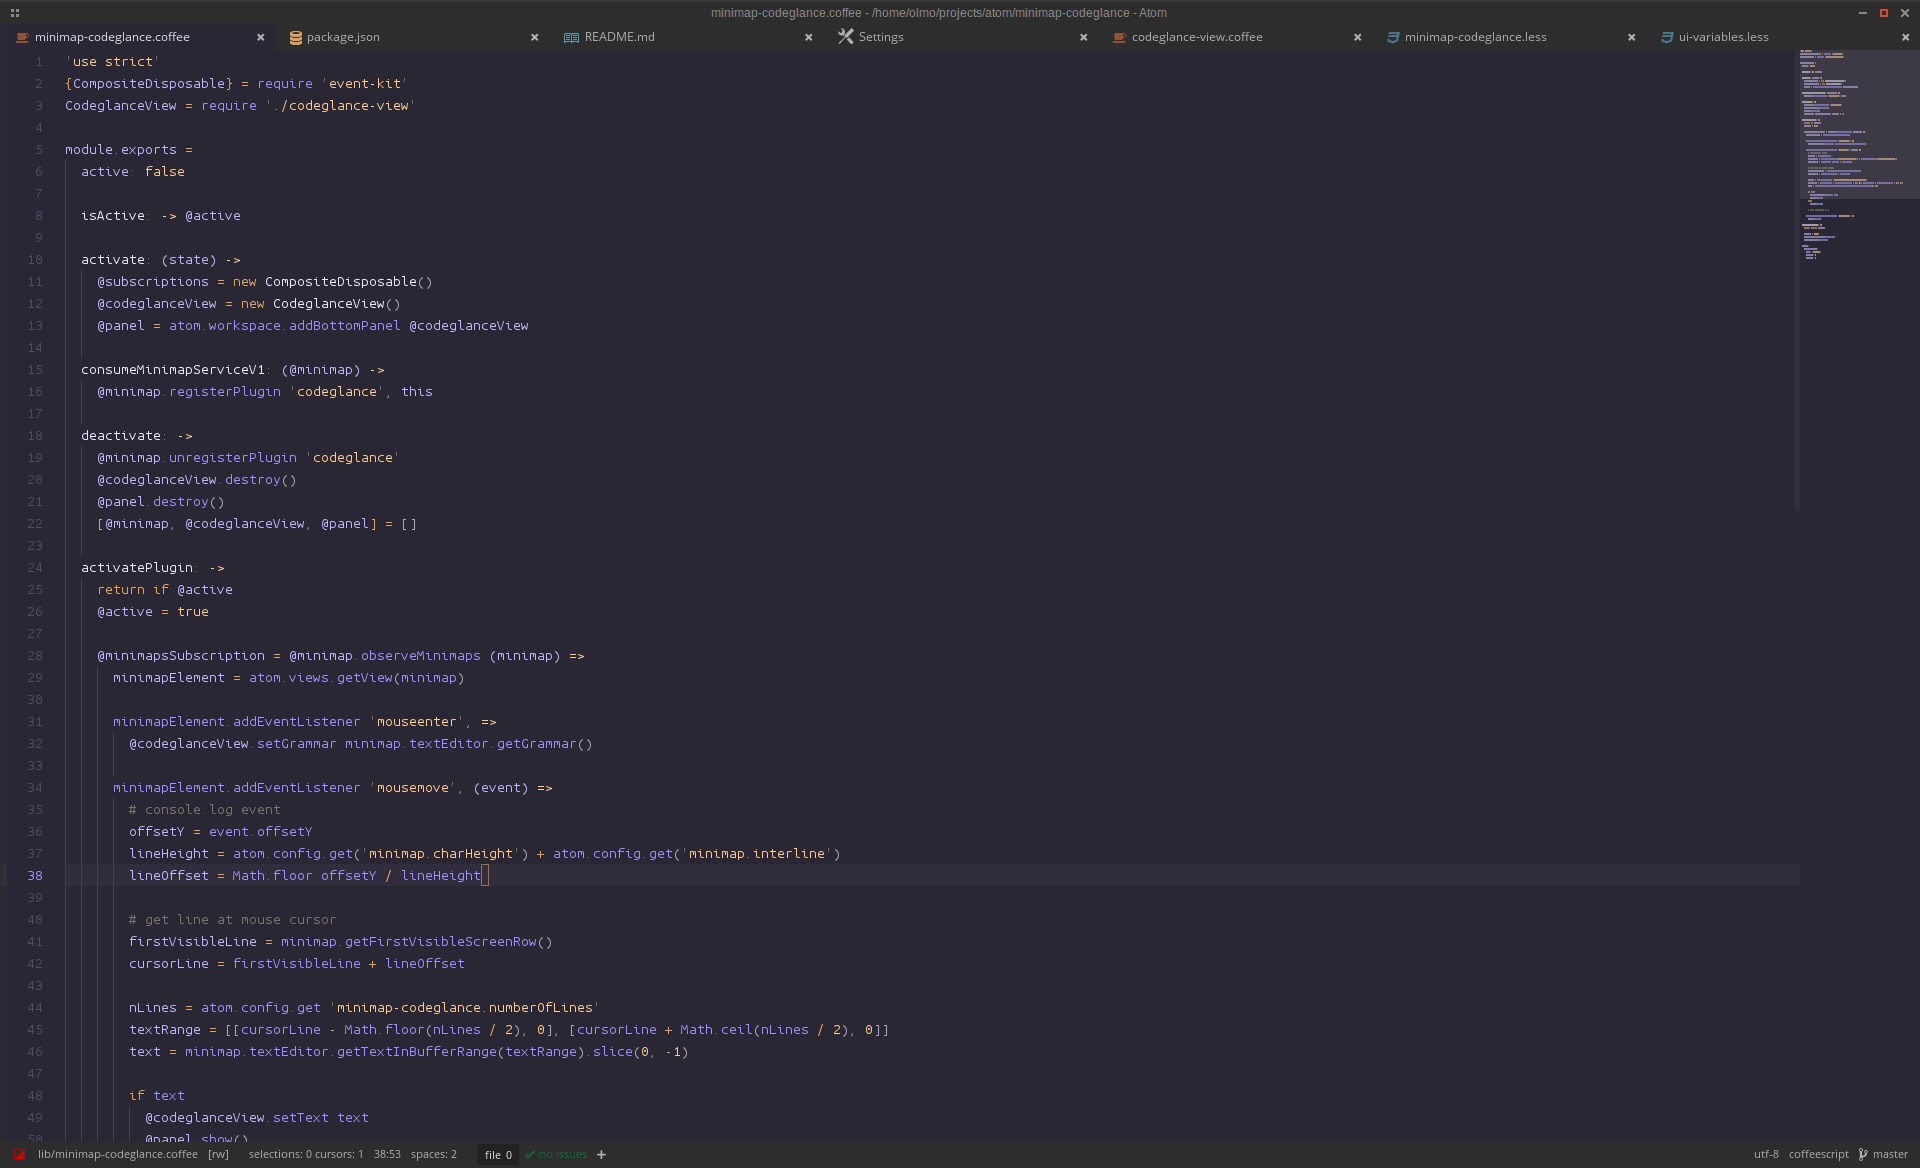 minimap-codeglance.coffee - /home/olmo/projects/atom/minimap-codeglance - Atom
minimap-codeglance.coffee package.json README.md Settings codeglance-view.coffee minimap-codeglance.less ui-variables.less
1 'use strict'
2 {CompositeDisposable} = require 'event-kit'
3 CodeglanceView = require './codeglance-view'
4
5 module.exports =
6 active: false
7
8 isActive: -> @active
9
10 activate: (state) ->
11 @subscriptions = new CompositeDisposable()
12 @codeglanceView = new CodeglanceView()
13 @panel = atom.workspace.addBottomPanel @codeglanceView
14
15 consumeMinimapServiceV1: (@minimap) ->
16 @minimap.registerPlugin 'codeglance', this
17
18 deactivate: ->
19 @minimap.unregisterPlugin 'codeglance'
20 @codeglanceView.destroy()
21 @panel.destroy()
22 [@minimap, @codeglanceView, @panel] = []
23
24 activatePlugin: ->
25 return if @active
26 @active = true
27
28 @minimapsSubscription = @minimap.observeMinimaps (minimap) =>
29 minimapElement = atom.views.getView(minimap)
30
31 minimapElement.addEventListener 'mouseenter', =>
32 @codeglanceView.setGrammar minimap.textEditor.getGrammar()
33
34 minimapElement.addEventListener 'mousemove', (event) =>
35 # console.log event
36 offsetY = event.offsetY
37 lineHeight = atom.config.get('minimap.charHeight') + atom.config.get('minimap.interline')
38 lineOffset = Math.floor offsetY / lineHeight
39
40 # get line at mouse cursor
41 firstVisibleLine = minimap.getFirstVisibleScreenRow()
42 cursorLine = firstVisibleLine + lineOffset
43
44 nLines = atom.config.get 'minimap-codeglance.numberOfLines'
45 textRange = [[cursorLine - Math.floor(nLines / 2), 0], [cursorLine + Math.ceil(nLines / 2), 0]]
46 text = minimap.textEditor.getTextInBufferRange(textRange).slice(0, -1)
47
48 if text
49 @codeglanceView.setText text
50 @panel.show()
lib/minimap-codeglance.coffee [rw] selections: 0 cursors: 1 38:53 spaces: 2 file 0 no issues + utf-8 coffeescript master